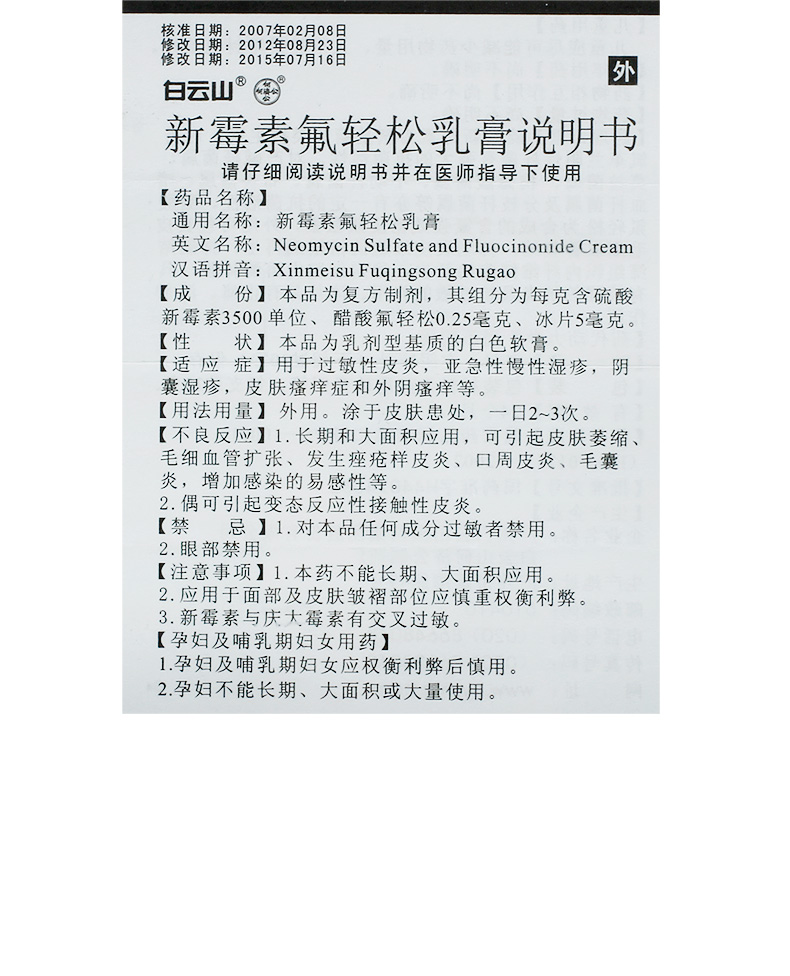 核准日期：2007年02月08日
修改日期：2012年08月23日
修改日期：2015年07月16日
外
白云山®
®
新霉素氟轻松乳膏说明书
请仔细阅读说明书并在医师指导下使用
【药品名称】
通用名称：新霉素氟轻松乳膏
英文名称：Neomycin Sulfate and Fluocinonide Cream
汉语拼音：Xinmeisu Fuqingsong Rugao
【成　　份】本品为复方制剂，其组分为每克含硫酸
新霉素3500单位、醋酸氟轻松0.25毫克、冰片5毫克。
【性　　状】本品为乳剂型基质的白色软膏。
【适 应 症】用于过敏性皮炎，亚急性慢性湿疹，阴
囊湿疹，皮肤瘙痒症和外阴瘙痒等。
【用法用量】外用。涂于皮肤患处，一日2~3次。
【不良反应】1.长期和大面积应用，可引起皮肤萎缩、
毛细血管扩张、发生痤疮样皮炎、口周皮炎、毛囊
炎，增加感染的易感性等。
2.偶可引起变态反应性接触性皮炎。
【禁　　忌】1.对本品任何成分过敏者禁用。
2.眼部禁用。
【注意事项】1.本药不能长期、大面积应用。
2.应用于面部及皮肤皱褶部位应慎重权衡利弊。
3.新霉素与庆大霉素有交叉过敏。
【孕妇及哺乳期妇女用药】
1.孕妇及哺乳期妇女应权衡利弊后慎用。
2.孕妇不能长期、大面积或大量使用。